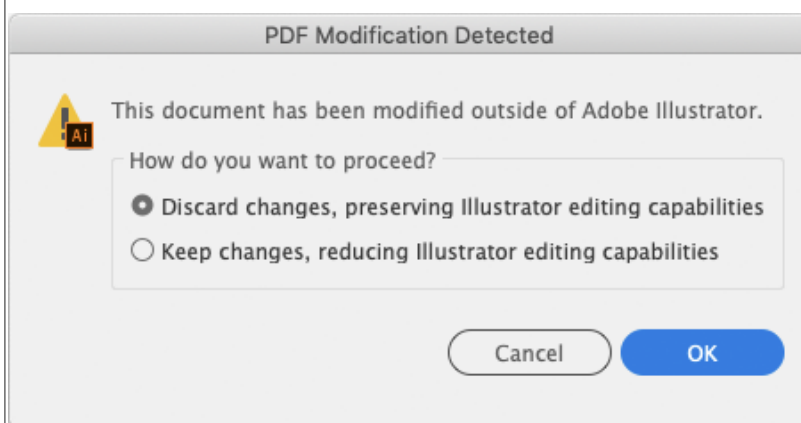 PDF Modification Detected
This document has been modified outside of Adobe Illustrator.
Ai
How do you want to proceed?
Discard changes, preserving Illustrator editing capabilities
Keep changes, reducing Illustrator editing capabilities
Cancel
OK